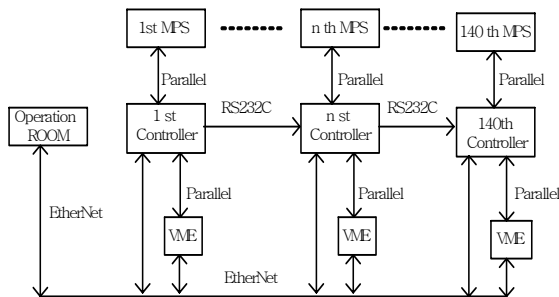 1st MPS
n th MPS
140 th MPS
Parallel
Parallel
Parallel
Operation
ROOM
1 st
Controller
RS232C
n st
Controller
RS232C
140th
Controller
Parallel
Parallel
Parallel
EtherNet
VME
VME
VME
EtherNet